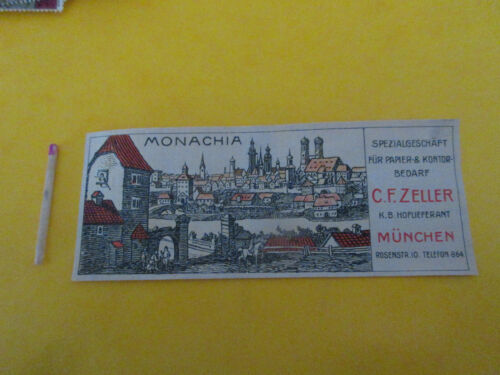 MONACHIA
SPEZIALGESCHÄFT
FÜR PAPIER-& KONTOR-
BEDARF
C.F. ZELLER
K.B. HOFLIEFERANT
MÜNCHEN
ROSENSTR. 10. TELEFON 864